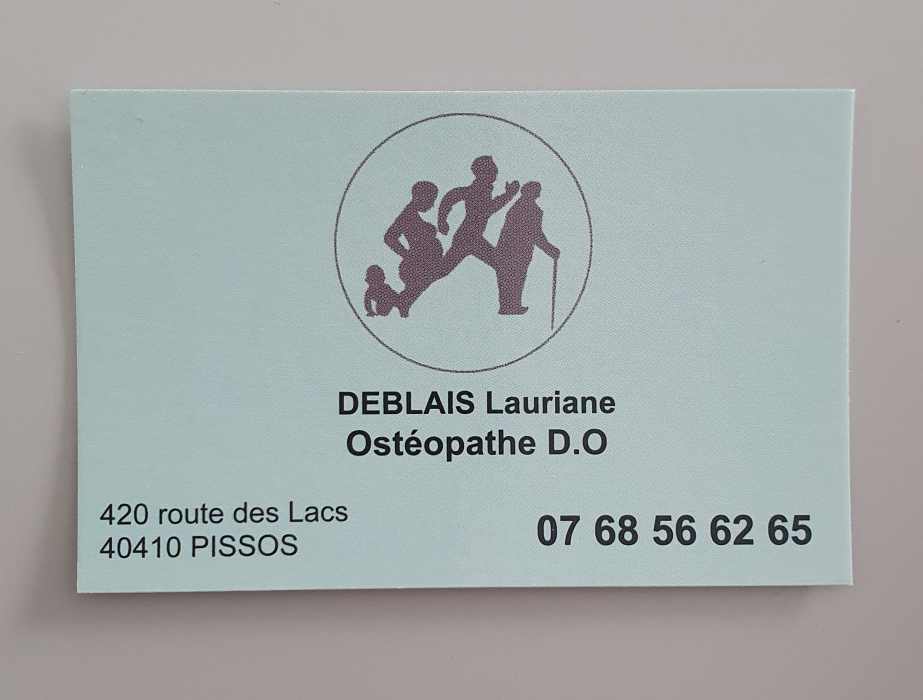 DEBLAIS Lauriane
Ostéopathe D.O
420 route des Lacs
40410 PISSOS
07 68 56 62 65